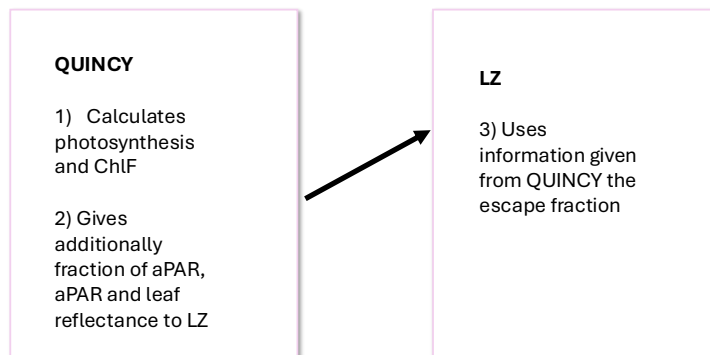 QUINCY
1) Calculates
photosynthesis
and ChlF
2) Gives
additionally
fraction of aPAR,
aPAR and leaf
reflectance to LZ
LZ
3) Uses
information given
from QUINCY the
escape fraction